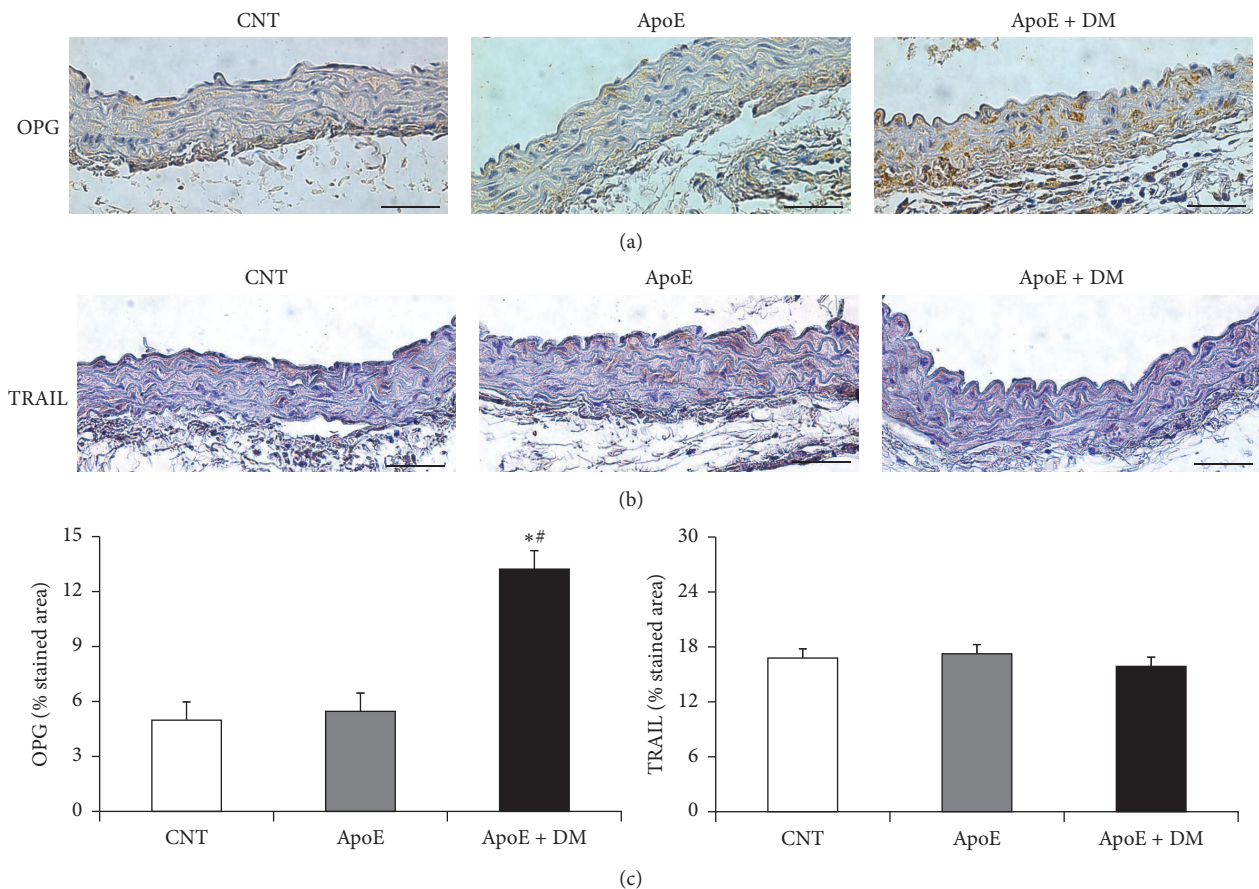 CNT ApoE ApoE + DM
OPG
(a)
CNT ApoE ApoE + DM
TRAIL
(b)
15
12
9
6
3
0
OPG (% stained area)
*#
CNT ApoE ApoE + DM
30
24
18
12
6
0
TRAIL (% stained area)
CNT ApoE ApoE + DM
(c)